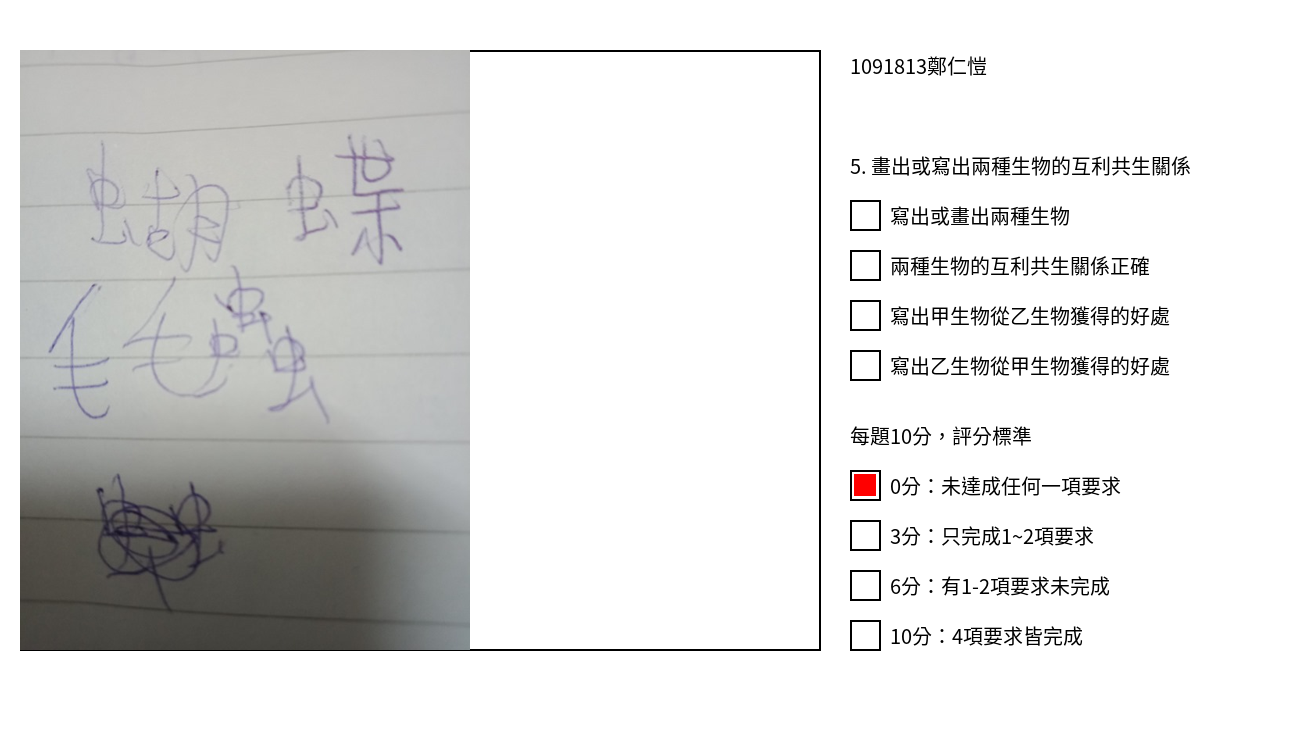 蝴 蝶
毛毛蟲
1091813鄭仁愷
5. 畫出或寫出兩種生物的互利共生關係
寫出或畫出兩種生物
兩種生物的互利共生關係正確
寫出甲生物從乙生物獲得的好處
寫出乙生物從甲生物獲得的好處
每題10分，評分標準
0分：未達成任何一項要求
3分：只完成1~2項要求
6分：有1-2項要求未完成
10分：4項要求皆完成